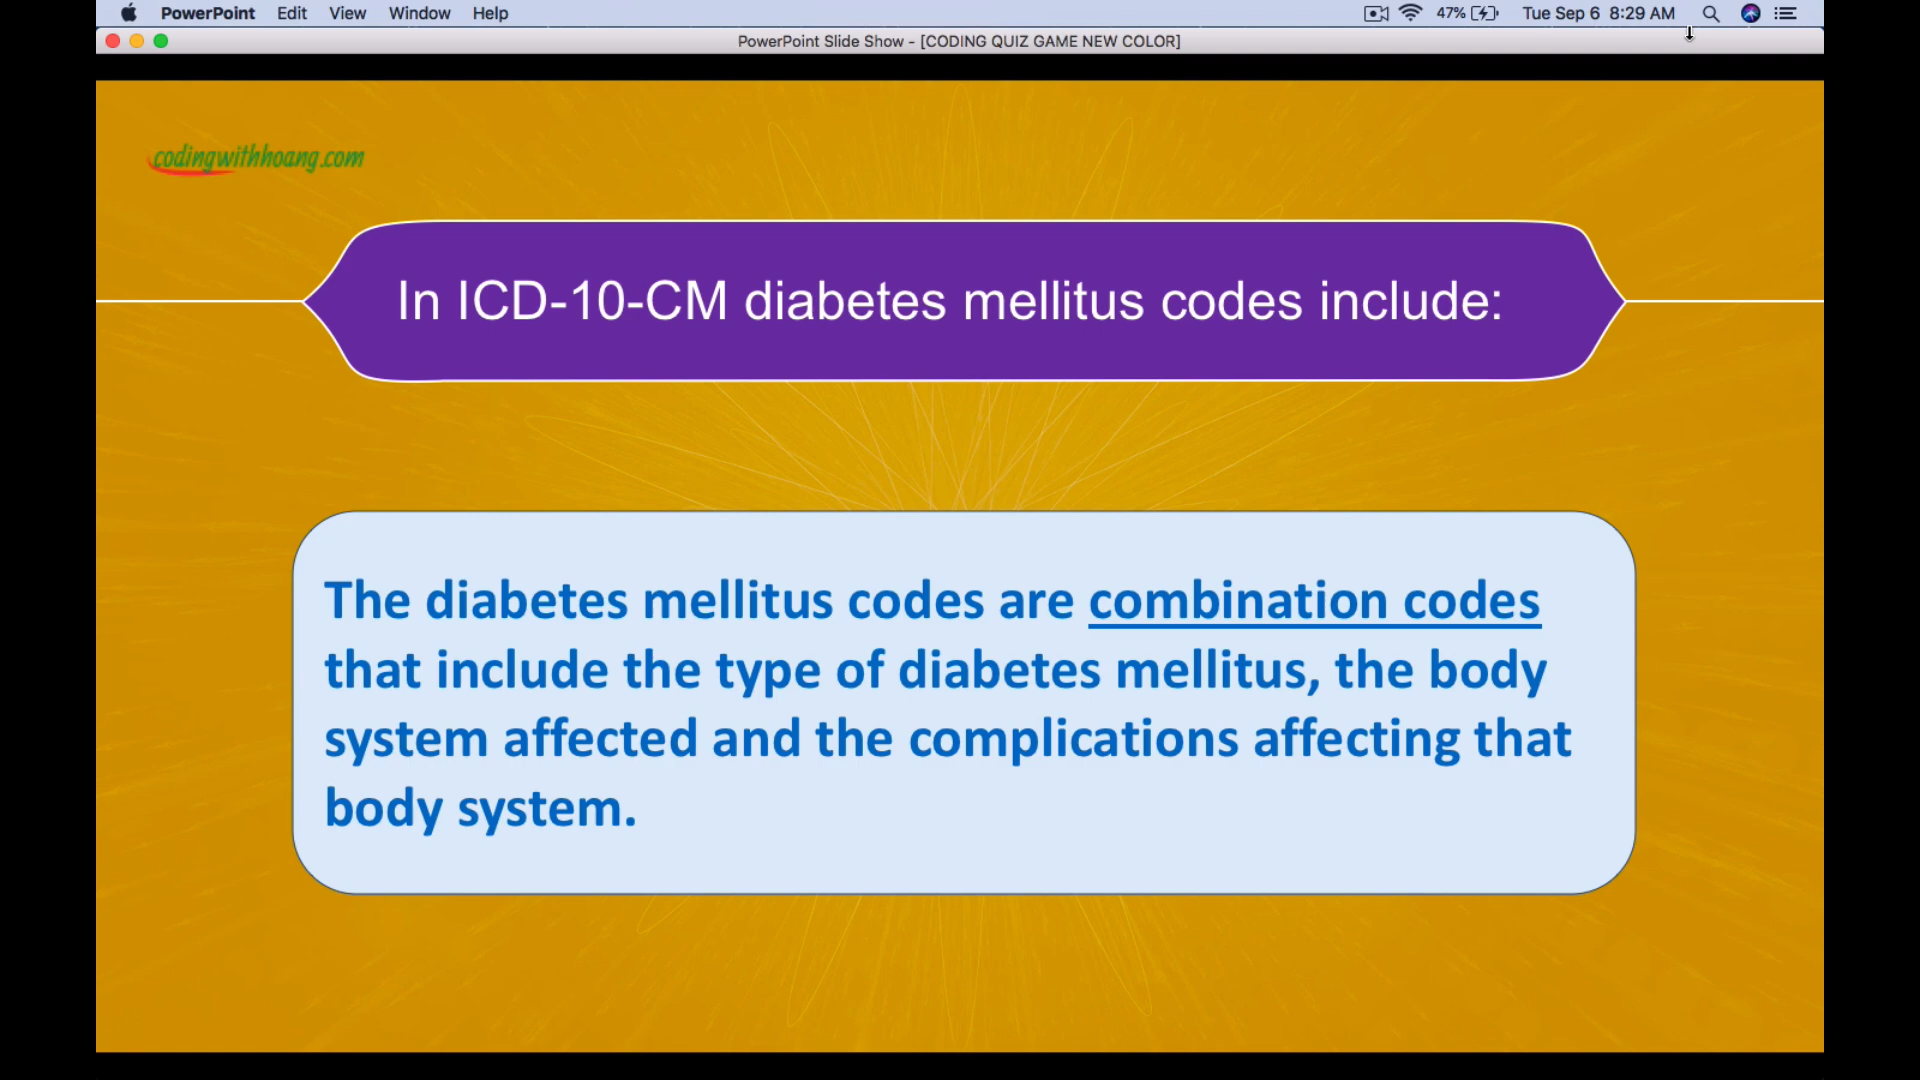 PowerPoint Edit View Window Help 47% Tue Sep 6 8:29 AM
PowerPoint Slide Show - [CODING QUIZ GAME NEW COLOR]
codingwithhoang.com
In ICD-10-CM diabetes mellitus codes include:
The diabetes mellitus codes are combination codes
that include the type of diabetes mellitus, the body
system affected and the complications affecting that
body system.